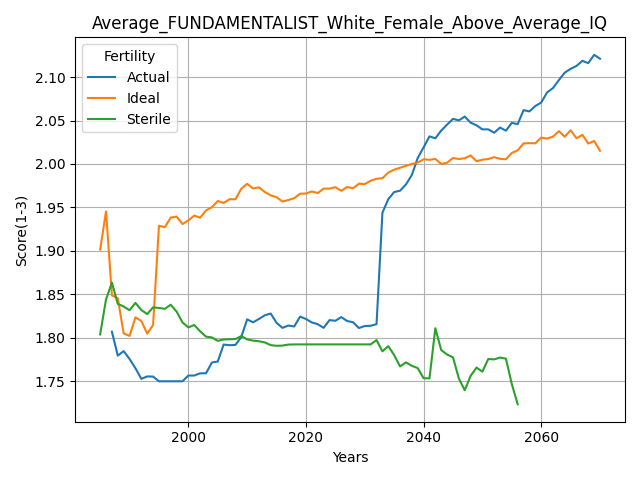 Average_FUNDAMENTALIST_White_Female_Above_Average_IQ
Fertility
Actual
Ideal
Sterile
Score(1-3)
2.10
2.05
2.00
1.95
1.90
1.85
1.80
1.75
2000
2020
2040
2060
Years